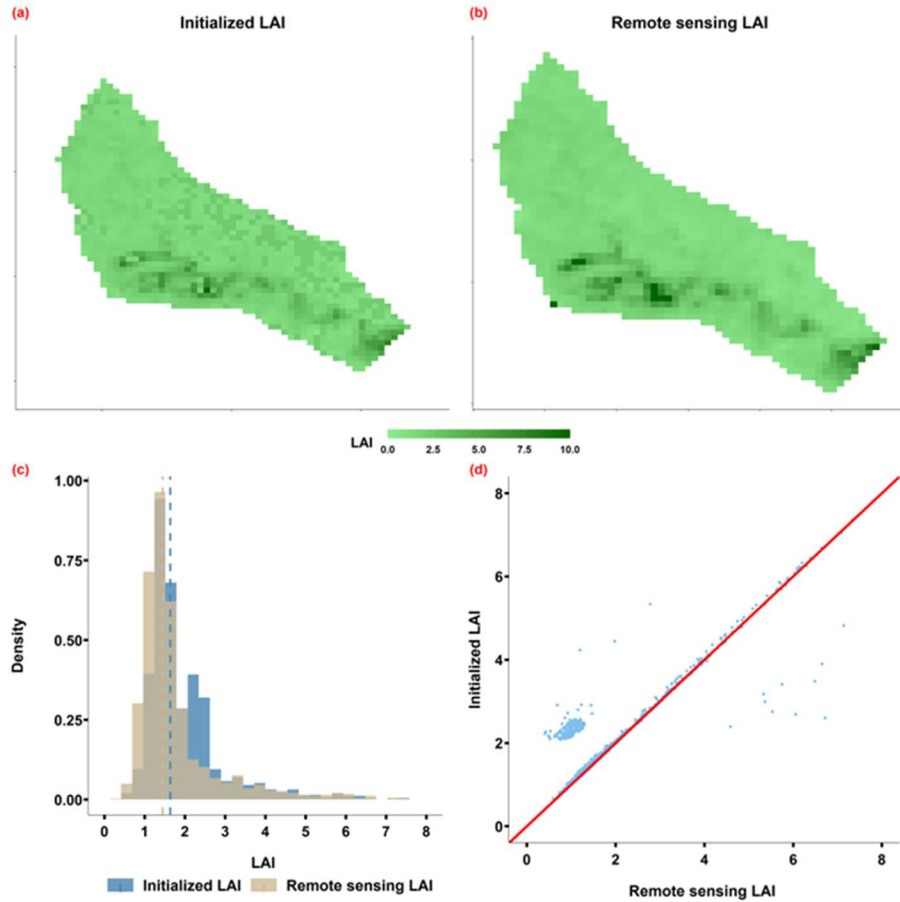 (a)
Initialized LAI
(b)
Remote sensing LAI
LAI
0.0 2.5 5.0 7.5 10.0
(c)
Density
1.00
0.75
0.50
0.25
0.00
0 1 2 3 4 5 6 7 8
LAI
Initialized LAI Remote sensing LAI
(d)
Initialized LAI
8
6
4
2
0
0 2 4 6 8
Remote sensing LAI